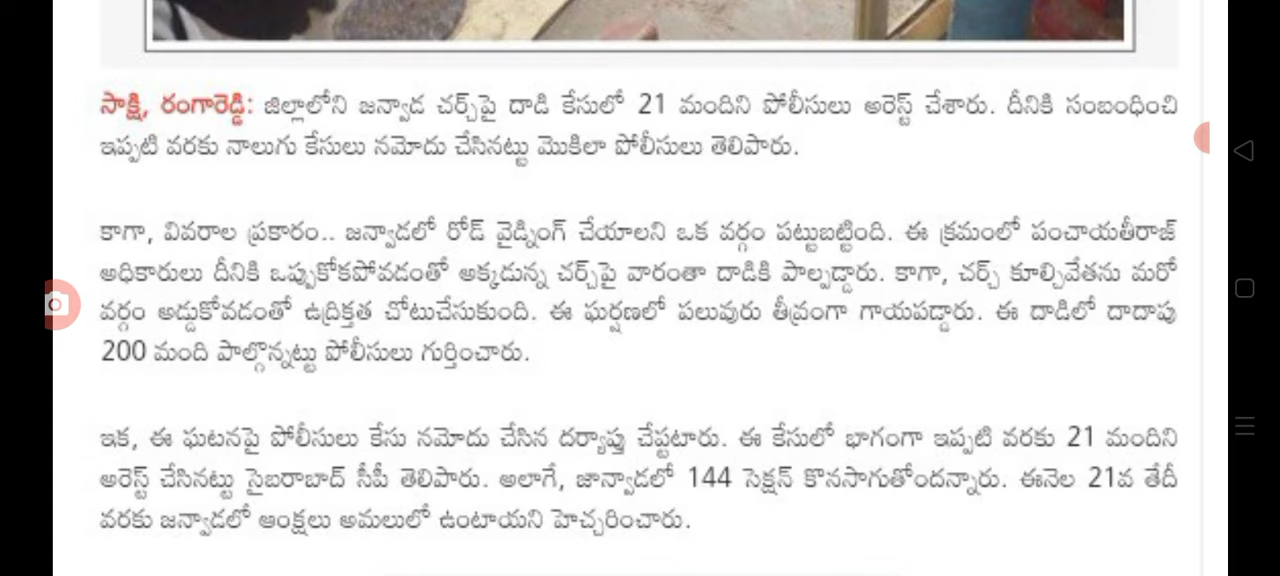 సాక్షి, రంగారెడ్డి: జిల్లాలోని జన్వాడ చర్చ్‌పై దాడి కేసులో 21 మందిని పోలీసులు అరెస్ట్‌ చేశారు. దీనికి సంబంధించి
ఇప్పటి వరకు నాలుగు కేసులు నమోదు చేసినట్టు మొకిలా పోలీసులు తెలిపారు.
కాగా, వివరాల ప్రకారం.. జన్వాడలో రోడ్‌ వైడ్నింగ్‌ చేయాలని ఒక వర్గం పట్టుబట్టింది. ఈ క్రమంలో పంచాయతీరాజ్‌
అధికారులు దీనికి ఒప్పుకోకపోవడంతో అక్కడున్న చర్చ్‌పై వారంతా దాడికి పాల్పడ్డారు. కాగా, చర్చ్‌ కూల్చివేతను మరో
వర్గం అడ్డుకోవడంతో ఉద్రిక్తత చోటుచేసుకుంది. ఈ ఘర్షణలో పలువురు తీవ్రంగా గాయపడ్డారు. ఈ దాడిలో దాదాపు
200 మంది పాల్గొన్నట్టు పోలీసులు గుర్తించారు.
ఇక, ఈ ఘటనపై పోలీసులు కేసు నమోదు చేసిన దర్యాప్తు చేప్టటారు. ఈ కేసులో భాగంగా ఇప్పటి వరకు 21 మందిని
అరెస్ట్‌ చేసినట్టు సైబరాబాద్‌ సీపీ తెలిపారు. అలాగే, జాన్వాడలో 144 సెక్షన్‌ కొనసాగుతోందన్నారు. ఈనెల 21వ తేదీ
వరకు జన్వాడలో ఆంక్షలు అమలులో ఉంటాయని హెచ్చరించారు.